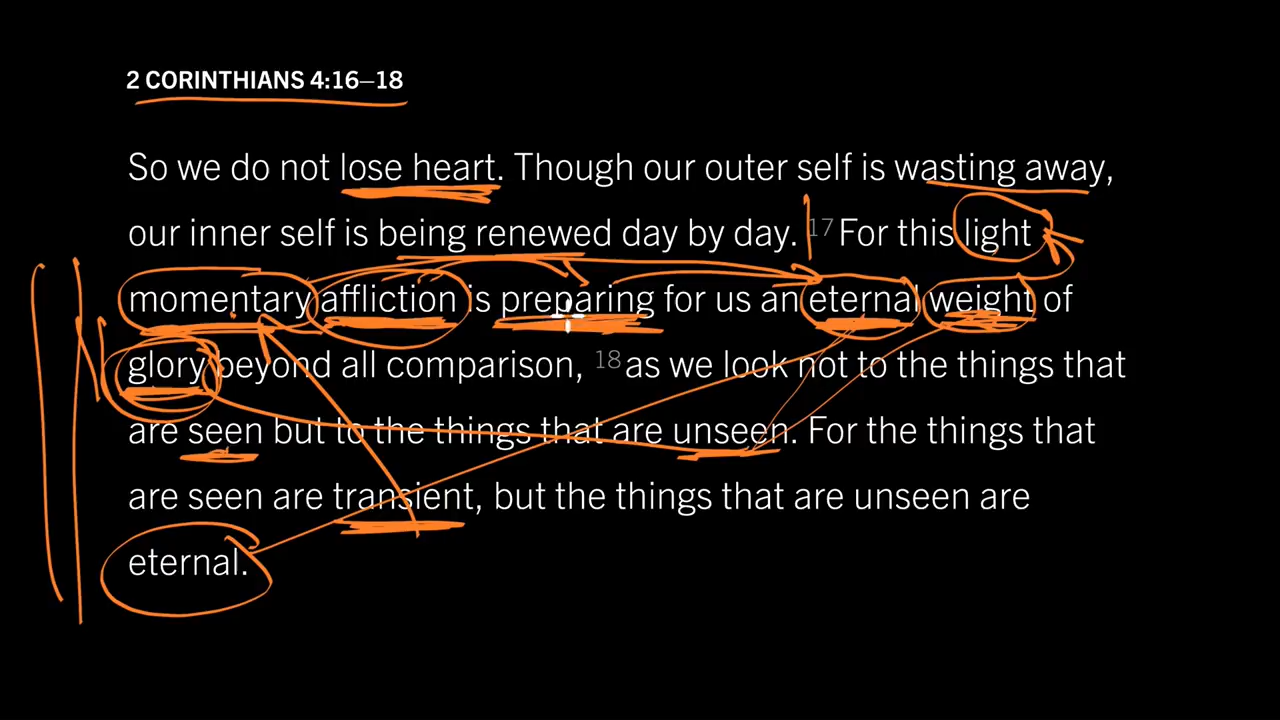 2 CORINTHIANS 4:16–18
So we do not lose heart. Though our outer self is wasting away,
our inner self is being renewed day by day. 17 For this light
momentary affliction is preparing for us an eternal weight of
glory beyond all comparison, 18 as we look not to the things that
are seen but to the things that are unseen. For the things that
are seen are transient, but the things that are unseen are
eternal.